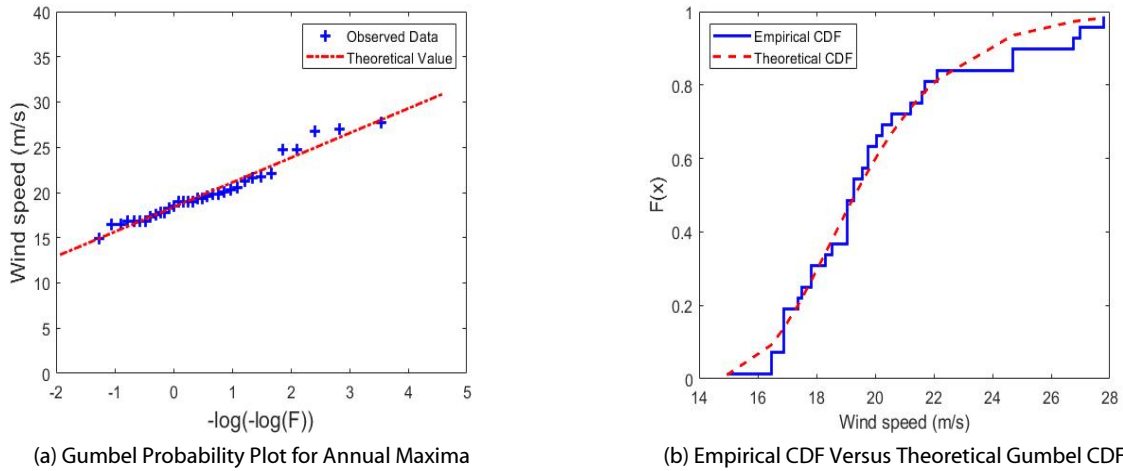 40
35
30
25
20
15
10
5
0
Wind speed (m/s)
-2 -1 0 1 2 3 4 5
-log(-log(F))
Observed Data
Theoretical Value
(a) Gumbel Probability Plot for Annual Maxima
1
0.8
0.6
0.4
0.2
0
F(x)
14 16 18 20 22 24 26 28
Wind speed (m/s)
Empirical CDF
Theoretical CDF
(b) Empirical CDF Versus Theoretical Gumbel CDF